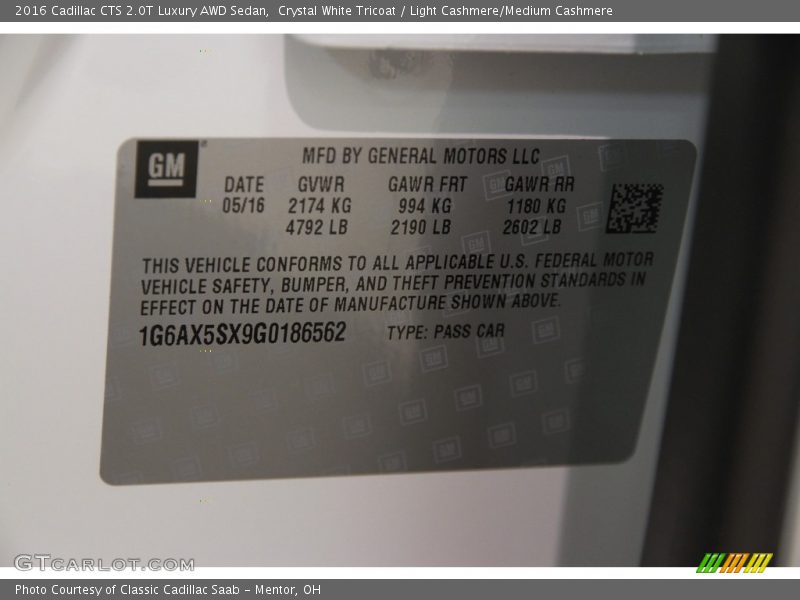 2016 Cadillac CTS 2.0T Luxury AWD Sedan,  Crystal White Tricoat / Light Cashmere/Medium Cashmere
GM
MFD BY GENERAL MOTORS LLC
DATE GVWR GAWR FRT GAWR RR
05/16 2174 KG 994 KG 1180 KG
4792 LB 2190 LB 2602 LB
THIS VEHICLE CONFORMS TO ALL APPLICABLE U.S. FEDERAL MOTOR
VEHICLE SAFETY, BUMPER, AND THEFT PREVENTION STANDARDS IN
EFFECT ON THE DATE OF MANUFACTURE SHOWN ABOVE.
1G6AX5SX9G0186562 TYPE: PASS CAR
GTCARLOT.COM
Photo Courtesy of Classic Cadillac Saab - Mentor, OH